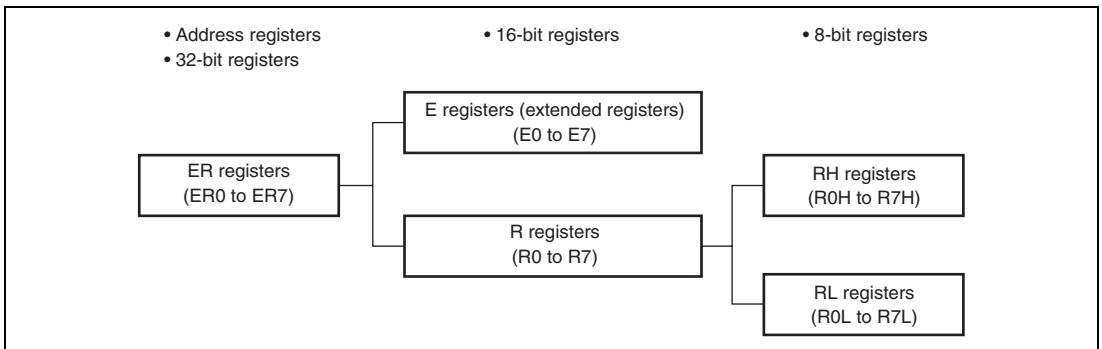 • Address registers
• 32-bit registers
• 16-bit registers
• 8-bit registers
E registers (extended registers)
(E0 to E7)
ER registers
(ER0 to ER7)
RH registers
(R0H to R7H)
R registers
(R0 to R7)
RL registers
(R0L to R7L)